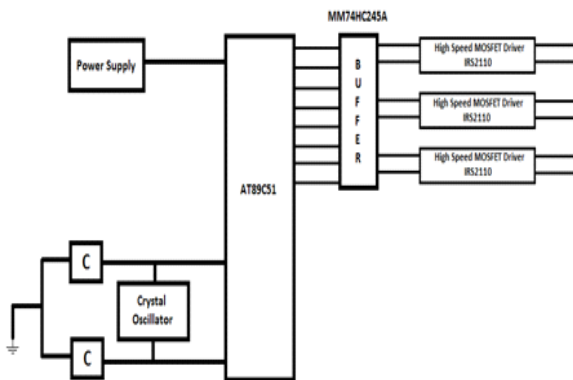 MM74HC245A
Power Supply
B
U
F
F
E
R
High Speed MOSFET Driver
IRS2110
High Speed MOSFET Driver
IRS2110
High Speed MOSFET Driver
IRS2110
AT89C51
C
Crystal
Oscillator
C